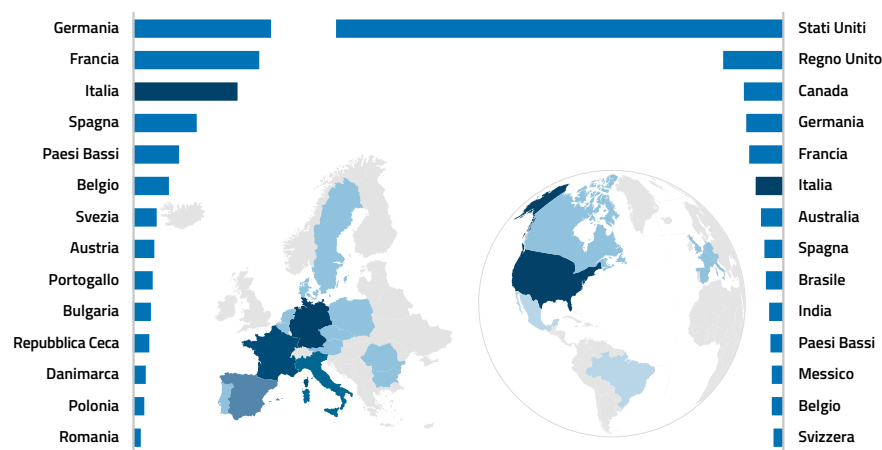 Germania
Francia
Italia
Spagna
Paesi Bassi
Belgio
Svezia
Austria
Portogallo
Bulgaria
Repubblica Ceca
Danimarca
Polonia
Romania
Stati Uniti
Regno Unito
Canada
Germania
Francia
Italia
Australia
Spagna
Brasile
India
Paesi Bassi
Messico
Belgio
Svizzera